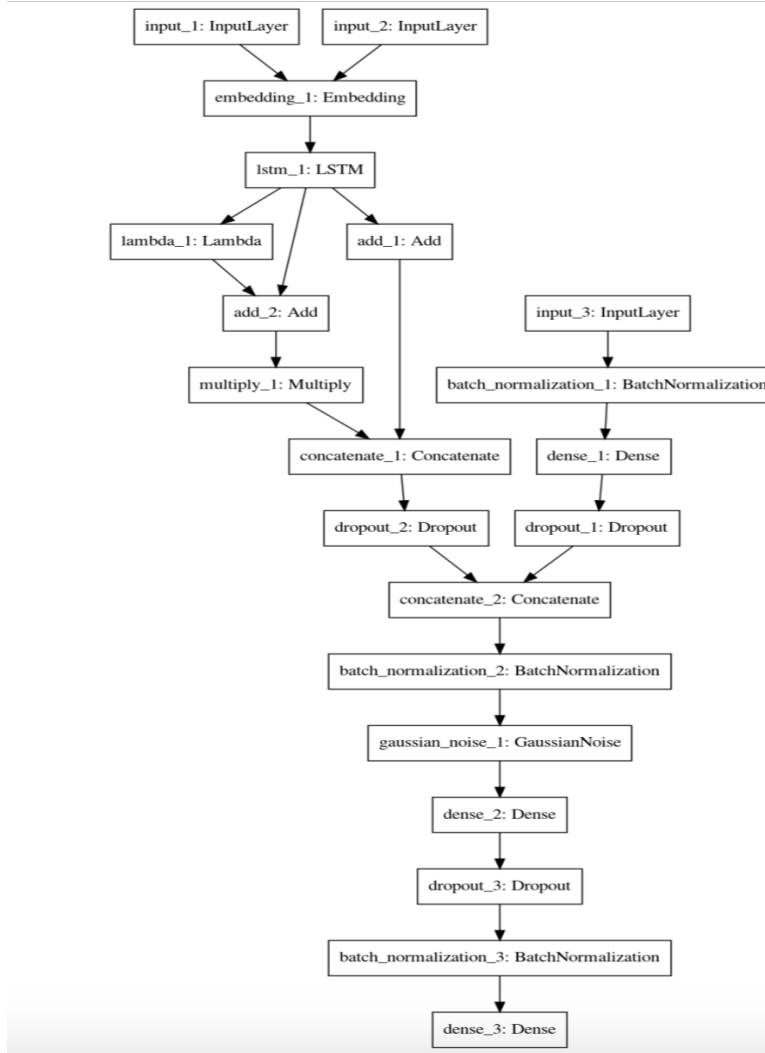 input_1: InputLayer
input_2: InputLayer
embedding_1: Embedding
lstm_1: LSTM
lambda_1: Lambda
add_1: Add
add_2: Add
input_3: InputLayer
multiply_1: Multiply
batch_normalization_1: BatchNormalization
concatenate_1: Concatenate
dense_1: Dense
dropout_2: Dropout
dropout_1: Dropout
concatenate_2: Concatenate
batch_normalization_2: BatchNormalization
gaussian_noise_1: GaussianNoise
dense_2: Dense
dropout_3: Dropout
batch_normalization_3: BatchNormalization
dense_3: Dense